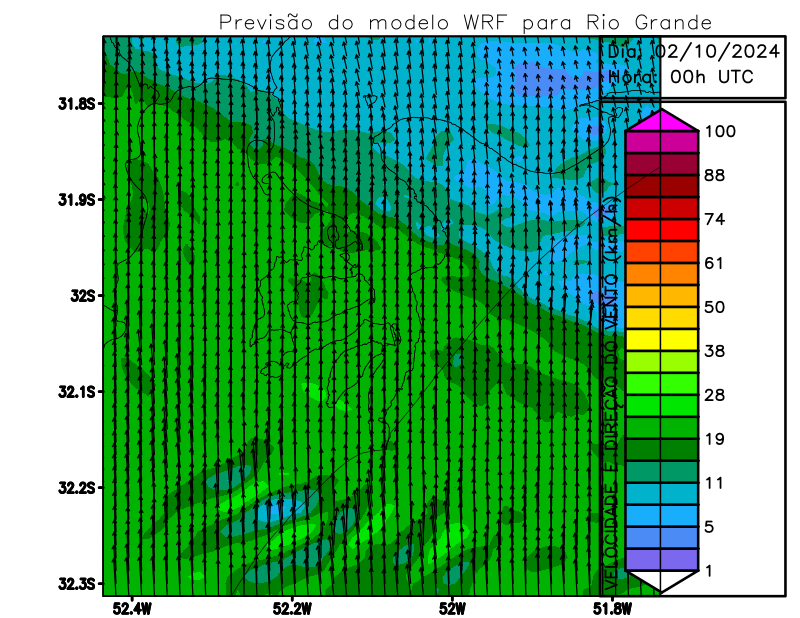 Previsão do modelo WRF para Rio Grande
Dia: 02/10/2024
Hora: 00h UTC
31.8S
31.9S
32S
32.1S
32.2S
32.3S
52.4W
52.2W
52W
51.8W
VELOCIDADE E DIREÇÃO DO VENTO (km/h)
100
88
74
61
50
38
28
19
11
5
1